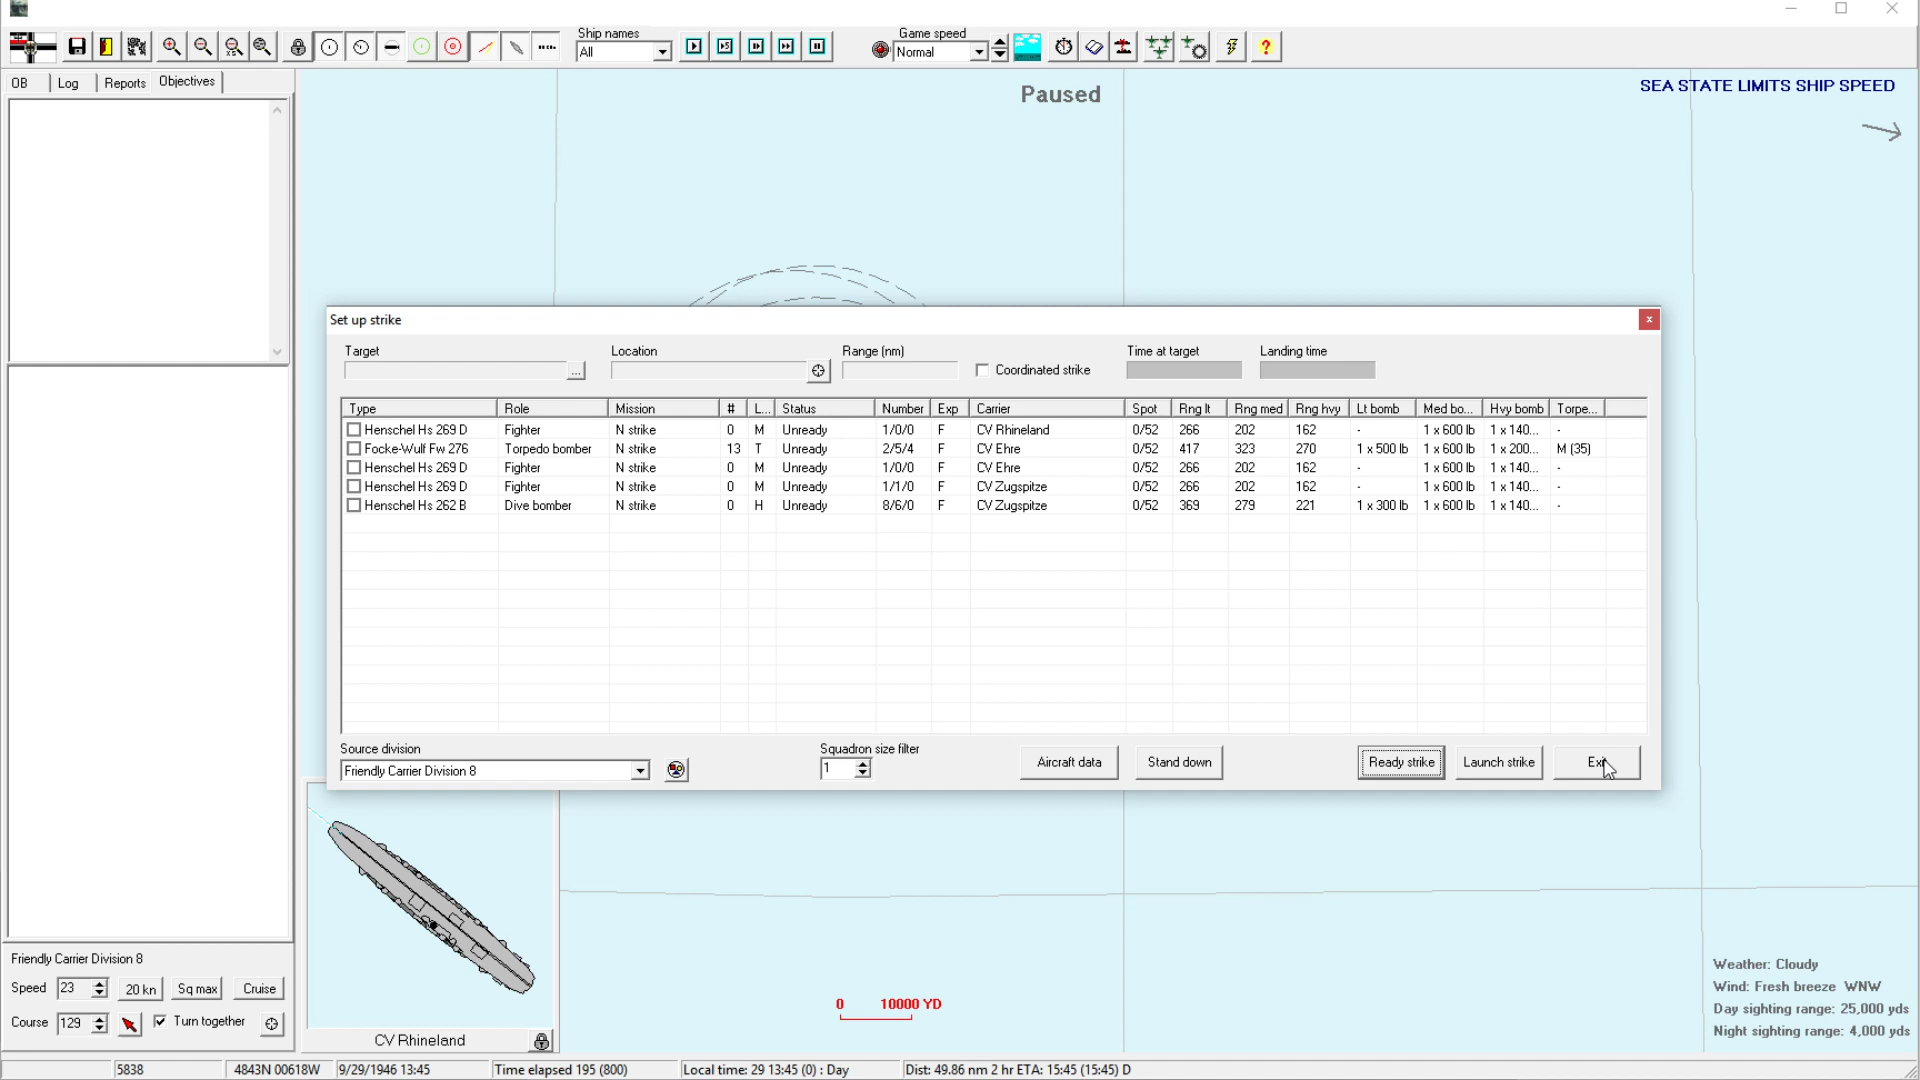 Ship names
All
Game speed
Normal
OB Log Reports Objectives
Paused
SEA STATE LIMITS SHIP SPEED
Set up strike
Target Location Range (nm) Coordinated strike Time at target Landing time
Type Role Mission # L... Status Number Exp Carrier Spot Rng lt Rng med Rng hvy Lt bomb Med bo... Hvy bomb Torpe...
Henschel Hs 269 D Fighter N strike 0 M Unready 1/0/0 F CV Rhineland 0/52 266 202 162 - 1 x 600 lb 1 x 140... -
Focke-Wulf Fw 276 Torpedo bomber N strike 13 T Unready 2/5/4 F CV Ehre 0/52 417 323 270 1 x 500 lb 1 x 600 lb 1 x 200... M (35)
Henschel Hs 269 D Fighter N strike 0 M Unready 1/0/0 F CV Ehre 0/52 266 202 162 - 1 x 600 lb 1 x 140... -
Henschel Hs 269 D Fighter N strike 0 M Unready 1/1/0 F CV Zugspitze 0/52 266 202 162 - 1 x 600 lb 1 x 140... -
Henschel Hs 262 B Dive bomber N strike 0 H Unready 8/6/0 F CV Zugspitze 0/52 369 279 221 1 x 300 lb 1 x 600 lb 1 x 140... -
Source division
Friendly Carrier Division 8
Squadron size filter
1
Aircraft data Stand down Ready strike Launch strike
Friendly Carrier Division 8
Speed 23 20 kn Sq max Cruise
Course 129 Turn together
CV Rhineland
0 10000 YD
Weather: Cloudy
Wind: Fresh breeze WNW
Day sighting range: 25,000 yds
Night sighting range: 4,000 yds
5838 4843N 00618W 9/29/1946 13:45 Time elapsed 195 (800) Local time: 29 13:45 (0) : Day Dist: 49.86 nm 2 hr ETA: 15:45 (15:45) D